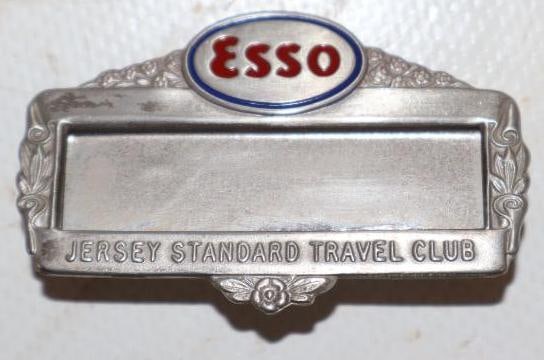 Esso
JERSEY STANDARD TRAVEL CLUB